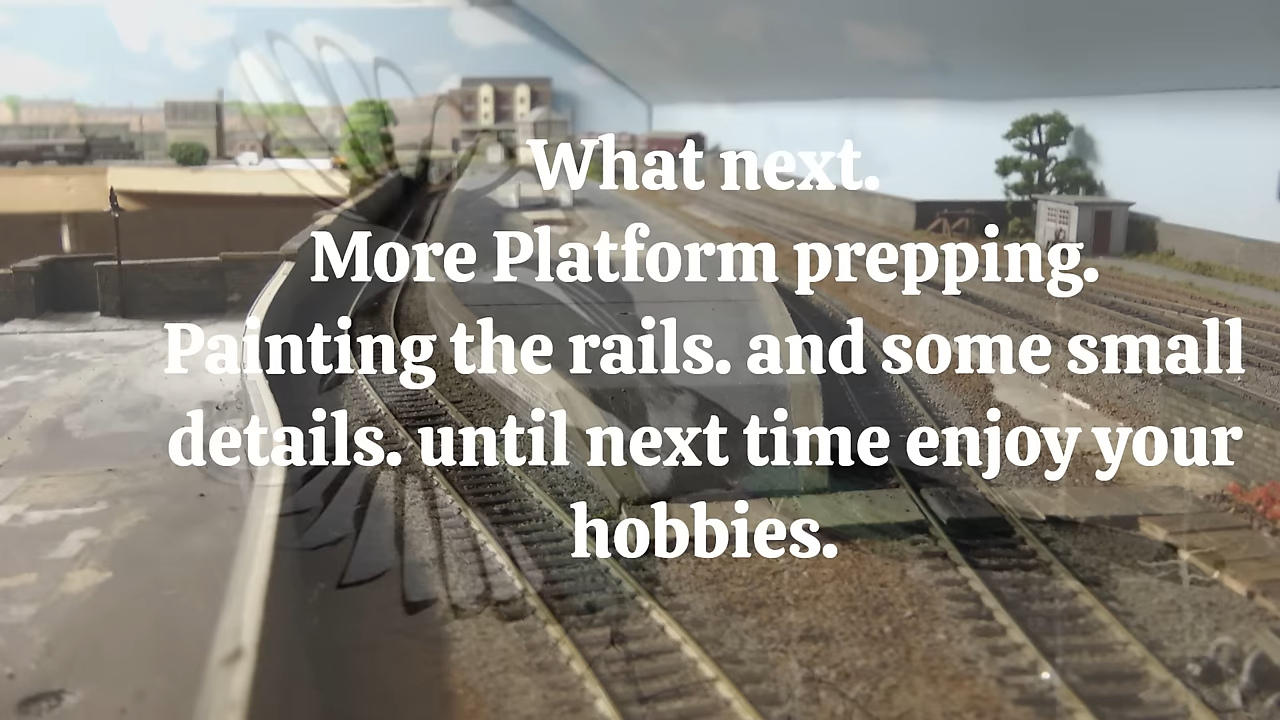 What next.
More Platform prepping.
Painting the rails. and some small
details. until next time enjoy your
hobbies.